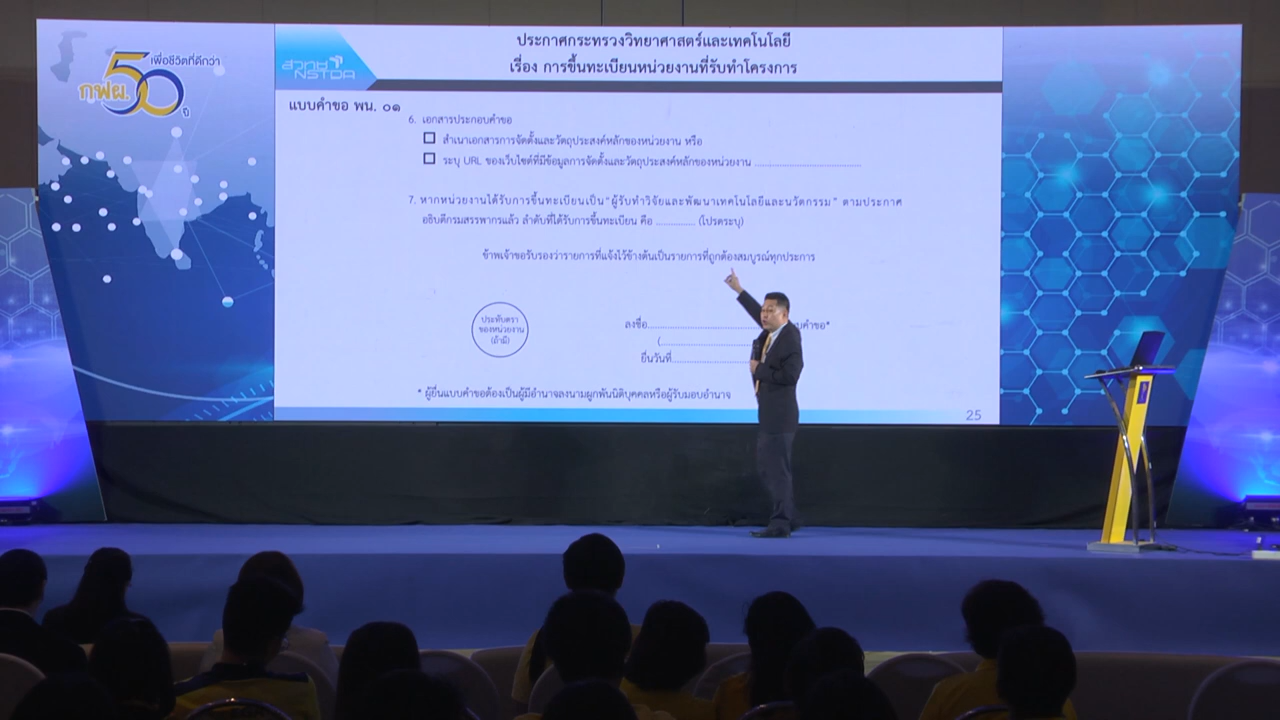 ประกาศกระทรวงวิทยาศาสตร์และเทคโนโลยี
เรื่อง การขึ้นทะเบียนหน่วยงานที่รับทำโครงการ
เพื่อชีวิตที่ดีกว่า
กฟผ. 50 ปี
สวทช
NSTDA
แบบคำขอ พน. ๐๑
6. เอกสารประกอบคำขอ
สำเนาเอกสารการจัดตั้งและวัตถุประสงค์หลักของหน่วยงาน หรือ
ระบุ URL ของเว็บไซต์ที่มีข้อมูลการจัดตั้งและวัตถุประสงค์หลักของหน่วยงาน ..............................
7. หากหน่วยงานได้รับการขึ้นทะเบียนเป็น"ผู้รับทำวิจัยและพัฒนาเทคโนโลยีและนวัตกรรม" ตามประกาศ
อธิบดีกรมสรรพากรแล้ว ลำดับที่ได้รับการขึ้นทะเบียน คือ ............... (โปรดระบุ)
ข้าพเจ้าขอรับรองว่ารายการที่แจ้งไว้ข้างต้นเป็นรายการที่ถูกต้องสมบูรณ์ทุกประการ
ประทับตรา
ของหน่วยงาน
(ถ้ามี)
ลงชื่อ.............................. บคำขอ*
(..............................
ยื่นวันที่..............................
* ผู้ยื่นแบบคำขอต้องเป็นผู้มีอำนาจลงนามผูกพันนิติบุคคลหรือผู้รับมอบอำนาจ
25